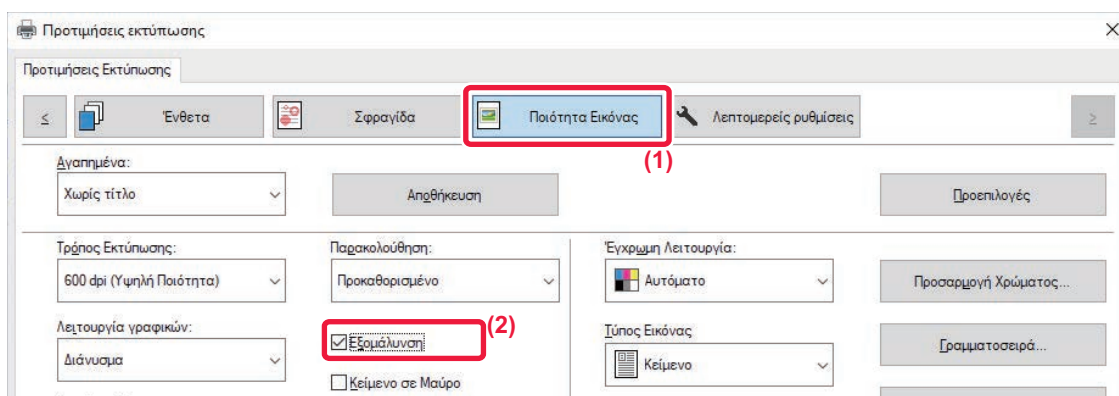 Προτιμήσεις εκτύπωσης
Προτιμήσεις Εκτύπωσης
< Ένθετα Σφραγίδα Ποιότητα Εικόνας Λεπτομερείς ρυθμίσεις >
(1)
Αγαπημένα:
Χωρίς τίτλο Αποθήκευση Προεπιλογές
Τρόπος Εκτύπωσης: Παρακολούθηση: Έγχρωμη Λειτουργία:
600 dpi (Υψηλή Ποιότητα) Προκαθορισμένο Αυτόματο Προσαρμογή Χρώματος...
Λειτουργία γραφικών: (2) Τύπος Εικόνας
Εξομάλυνση Γραμματοσειρά...
Διάνυσμα Κείμενο
Κείμενο σε Μαύρο